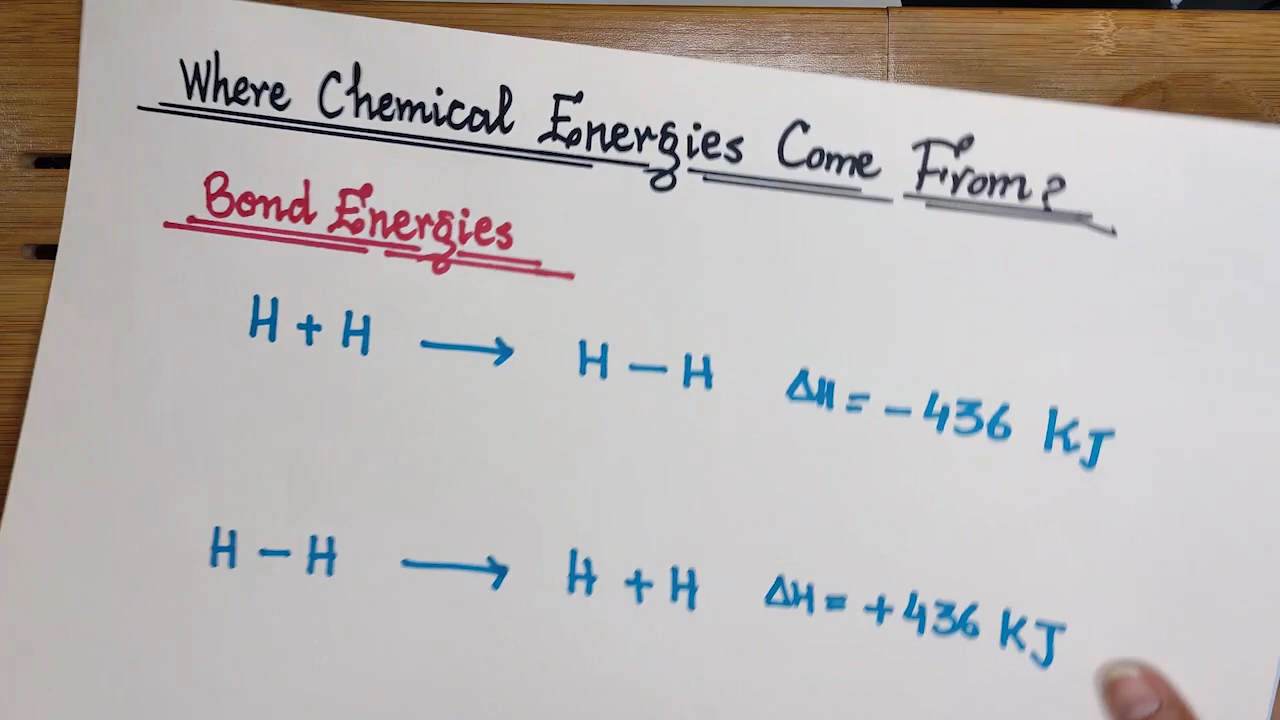 Where Chemical Energies Come From?
Bond Energies
H + H ⟶ H – H ΔH = – 436 KJ
H – H ⟶ H + H ΔH = + 436 KJ